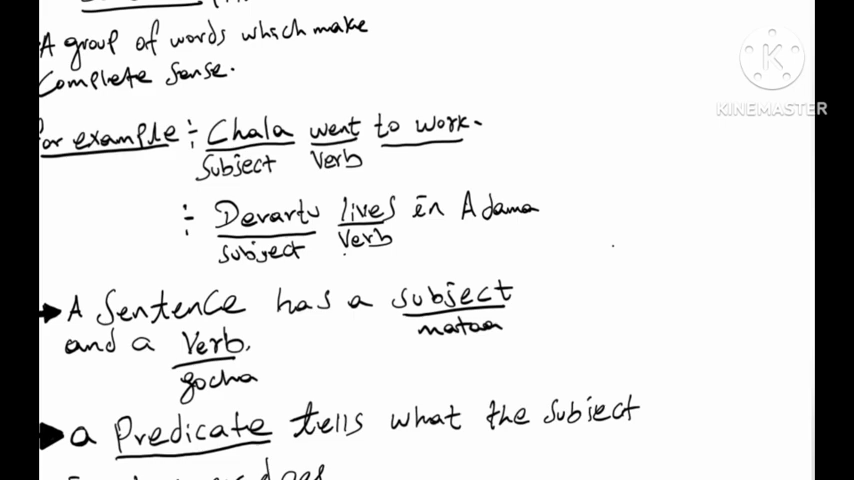 A group of words which make
Complete sense.
for example ÷ Chala went to work.
Subject Verb
÷ Derartu lives in Adama
subject verb
→ A Sentence has a subject
mataa
and a Verb.
gocha
▶ a Predicate tells what the subject
K
KINEMASTER